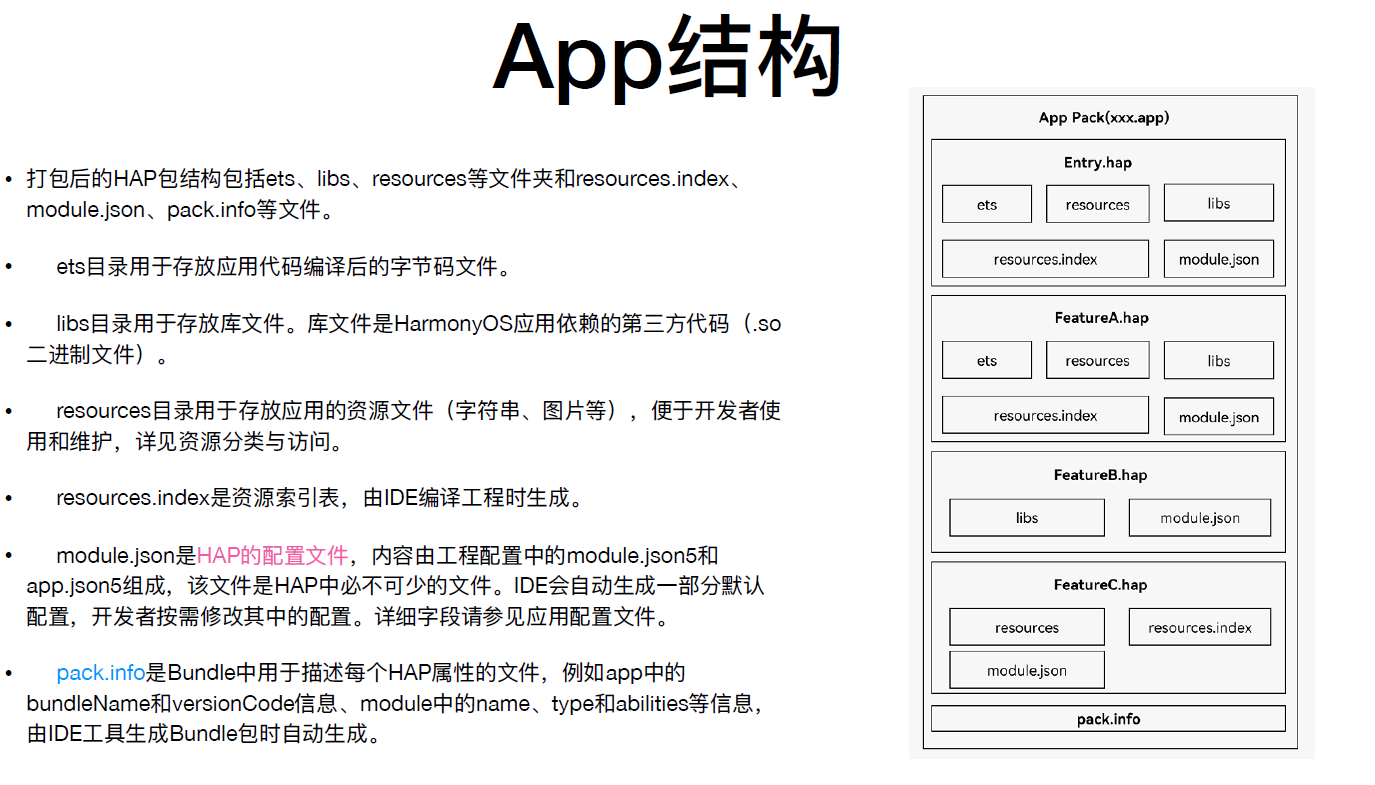 App结构
• 打包后的HAP包结构包括ets、libs、resources等文件夹和resources.index、
module.json、pack.info等文件。
• ets目录用于存放应用代码编译后的字节码文件。
• libs目录用于存放库文件。库文件是HarmonyOS应用依赖的第三方代码（.so
二进制文件）。
• resources目录用于存放应用的资源文件（字符串、图片等），便于开发者使
用和维护，详见资源分类与访问。
• resources.index是资源索引表，由IDE编译工程时生成。
• module.json是HAP的配置文件，内容由工程配置中的module.json5和
app.json5组成，该文件是HAP中必不可少的文件。IDE会自动生成一部分默认
配置，开发者按需修改其中的配置。详细字段请参见应用配置文件。
• pack.info是Bundle中用于描述每个HAP属性的文件，例如app中的
bundleName和versionCode信息、module中的name、type和abilities等信息，
由IDE工具生成Bundle包时自动生成。
App Pack(xxx.app)
Entry.hap
ets resources libs
resources.index module.json
FeatureA.hap
ets resources libs
resources.index module.json
FeatureB.hap
libs module.json
FeatureC.hap
resources resources.index
module.json
pack.info